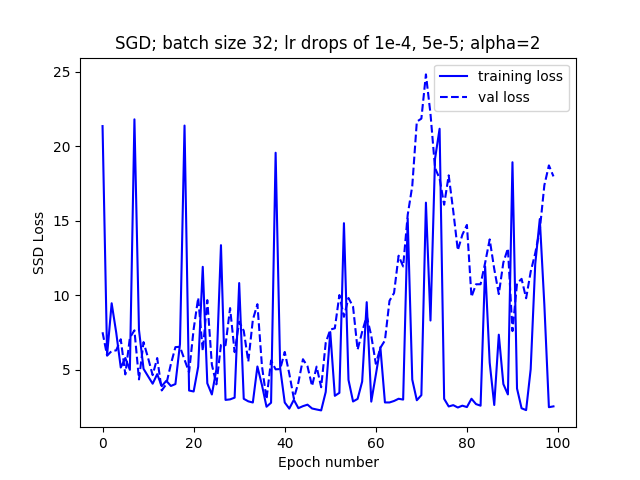 SGD; batch size 32; lr drops of 1e-4, 5e-5; alpha=2
training loss
val loss
25
20
15
10
5
SSD Loss
0
20
40
60
80
100
Epoch number